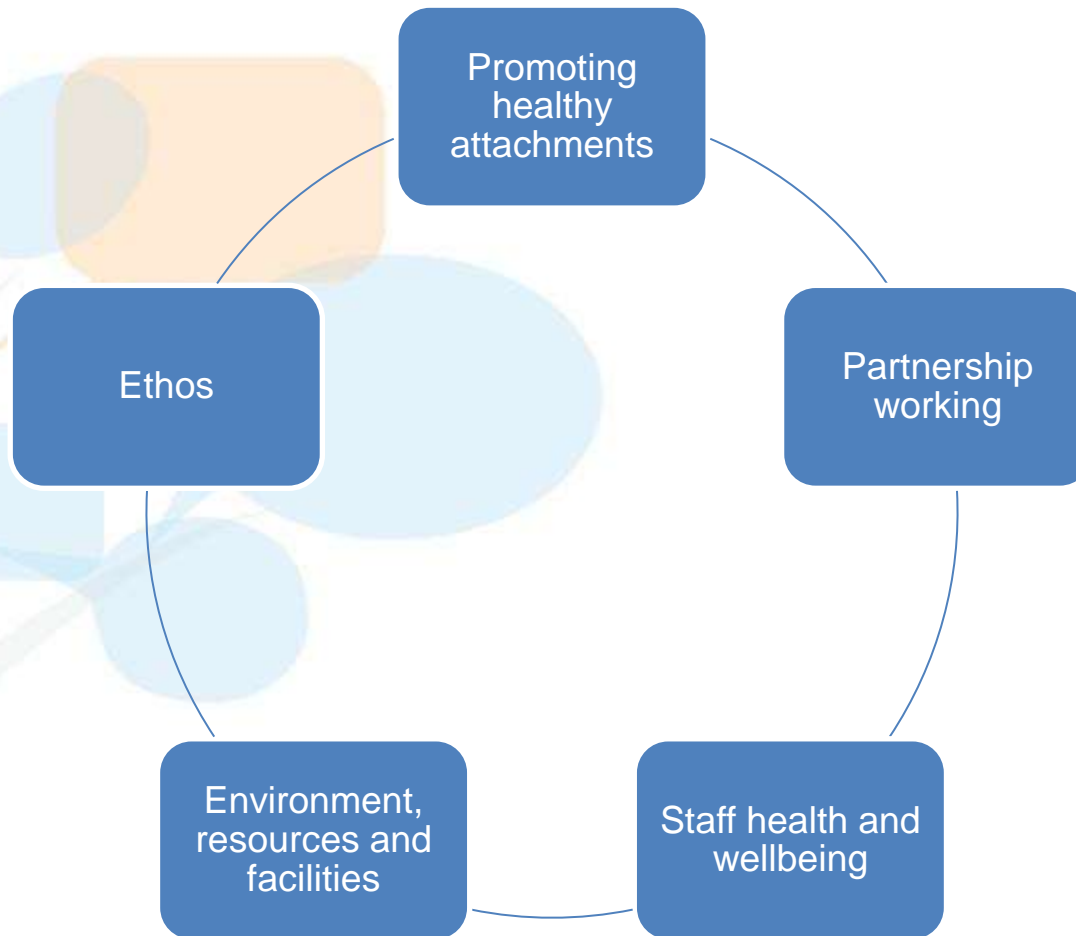 Promoting
healthy
attachments
Ethos
Partnership
working
Environment,
resources and
facilities
Staff health and
wellbeing